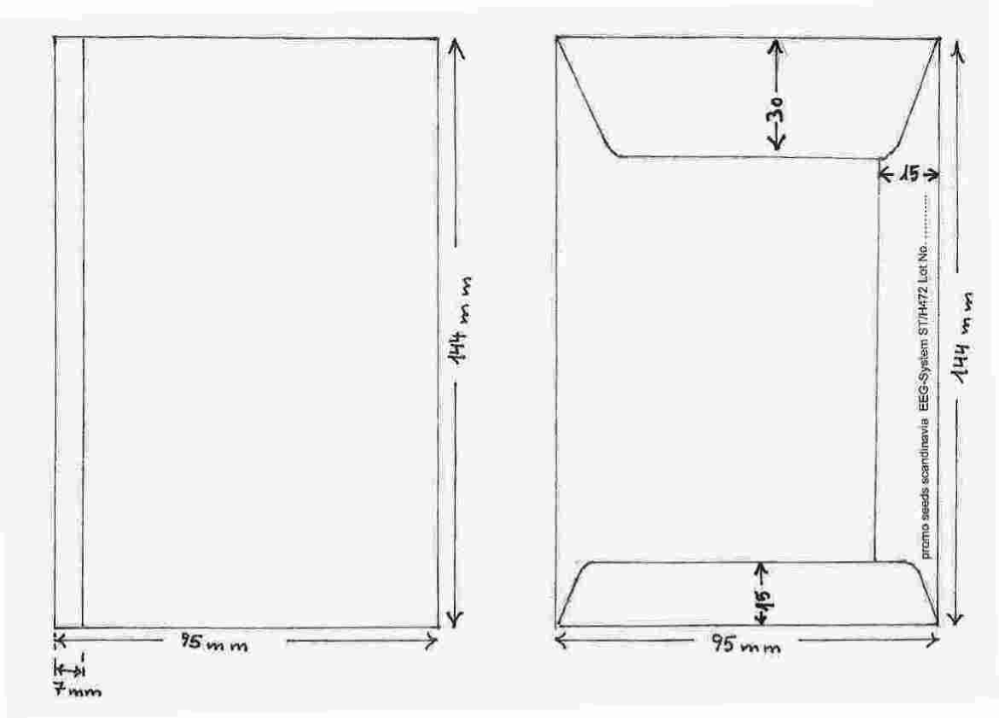 144 mm
95 mm
7 mm
30
15
promo seeds scandinavia EEG-System ST/H472 Lot No. ............
144 mm
15
95 mm